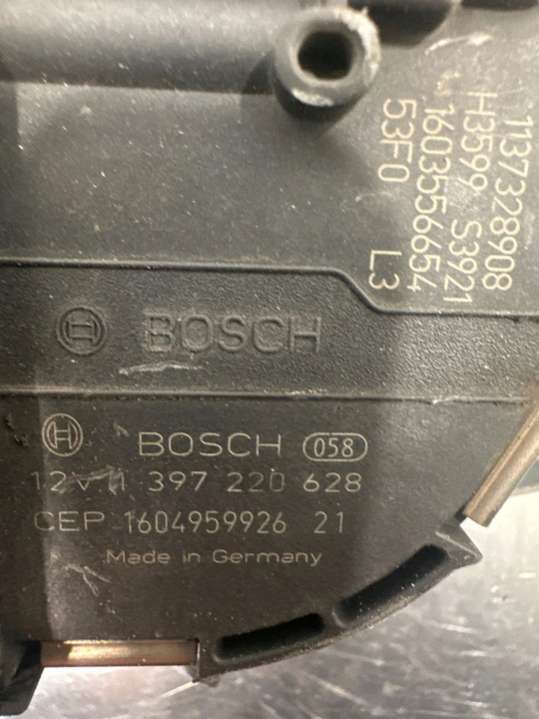 1137328908
H3599 S3921
1603556654
53F0 L3
BOSCH
BOSCH 058
12V 1 397 220 628
CEP 1604959926 21
Made in Germany